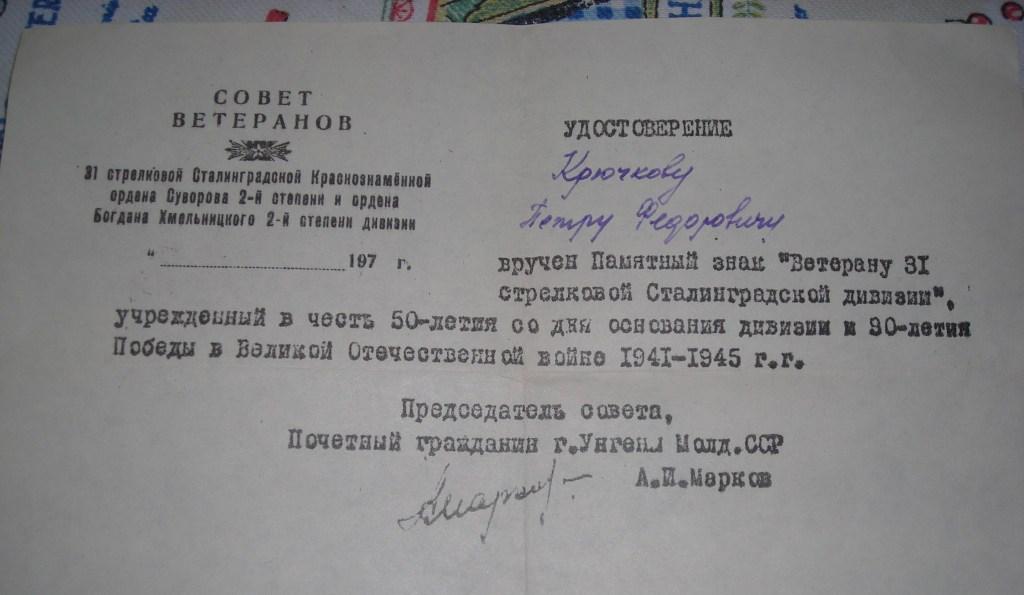 СОВЕТ
ВЕТЕРАНОВ
31 стрелковой Сталинградской Краснознамённой
ордена Суворова 2-й степени и ордена
Богдана Хмельницкого 2-й степени дивизии
" 197 г.
УДОСТОВЕРЕНИЕ
Крючкову
Петру Федоровичу
вручен Памятный знак "Ветерану 31
стрелковой Сталинградской дивизии",
учрежденный в честь 50-летия со дня основания дивизии и 30-летия
Победы в Великой Отечественной войне 1941-1945 г.г.
Председатель совета,
Почетный гражданин г.Унгены Молд.ССР
А.И.Марков